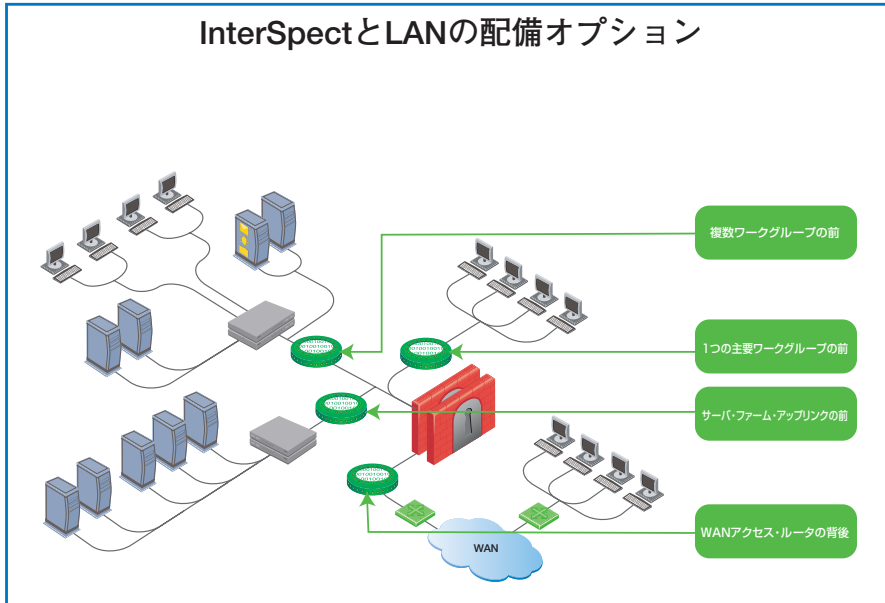 InterSpectとLANの配備オプション
複数ワークグループの前
1つの主要ワークグループの前
サーバ・ファーム・アップリンクの前
WANアクセス・ルータの背後
WAN